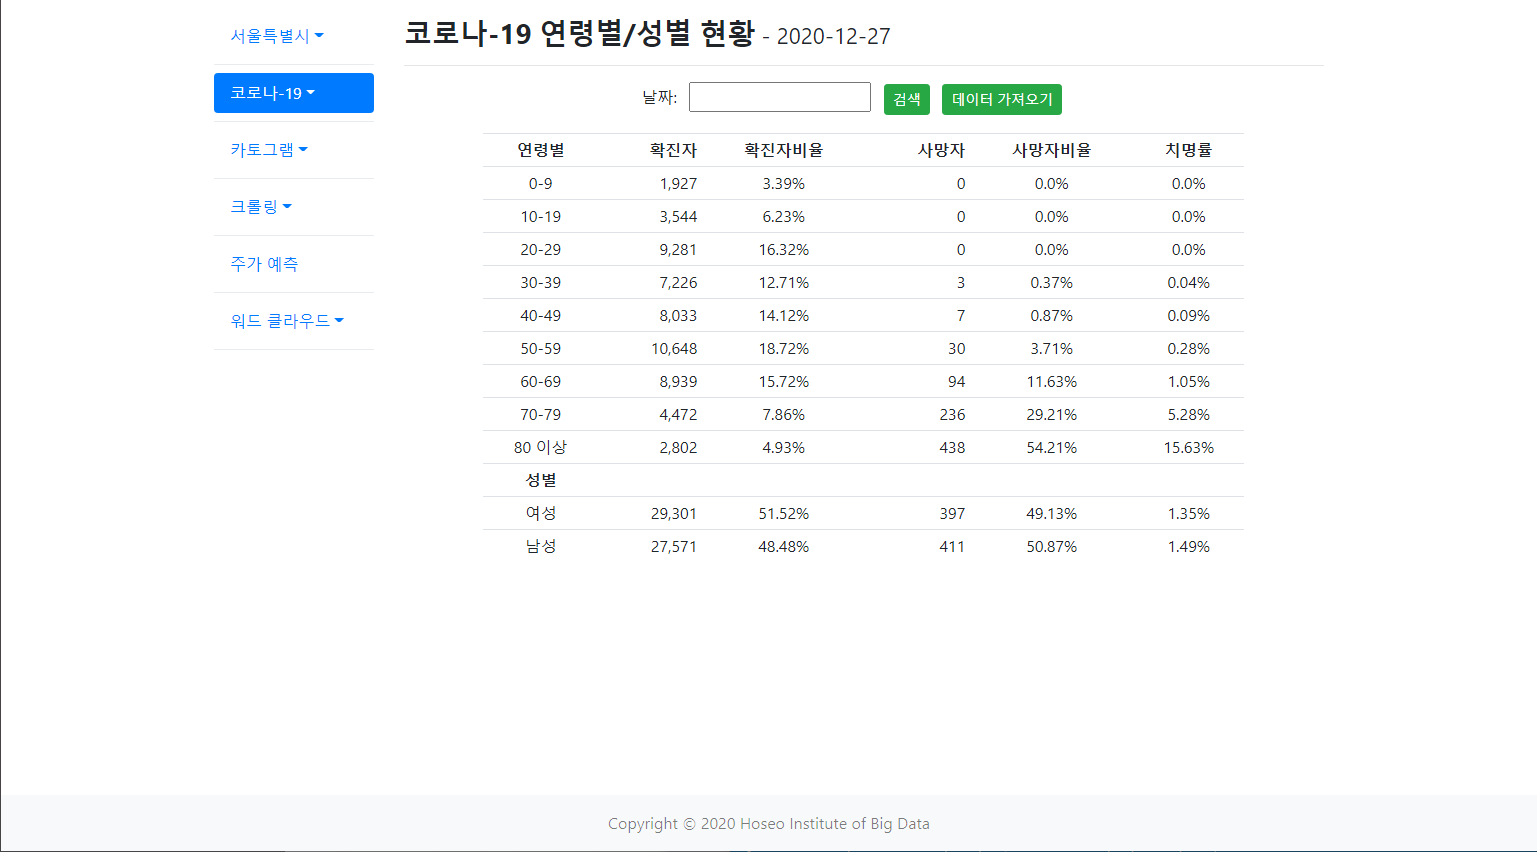 서울특별시
코로나-19
카토그램
크롤링
주가 예측
워드 클라우드
코로나-19 연령별/성별 현황 - 2020-12-27
날짜: 검색 데이터 가져오기
연령별 확진자 확진자비율 사망자 사망자비율 치명률
0-9 1,927 3.39% 0 0.0% 0.0%
10-19 3,544 6.23% 0 0.0% 0.0%
20-29 9,281 16.32% 0 0.0% 0.0%
30-39 7,226 12.71% 3 0.37% 0.04%
40-49 8,033 14.12% 7 0.87% 0.09%
50-59 10,648 18.72% 30 3.71% 0.28%
60-69 8,939 15.72% 94 11.63% 1.05%
70-79 4,472 7.86% 236 29.21% 5.28%
80 이상 2,802 4.93% 438 54.21% 15.63%
성별
여성 29,301 51.52% 397 49.13% 1.35%
남성 27,571 48.48% 411 50.87% 1.49%
Copyright © 2020 Hoseo Institute of Big Data